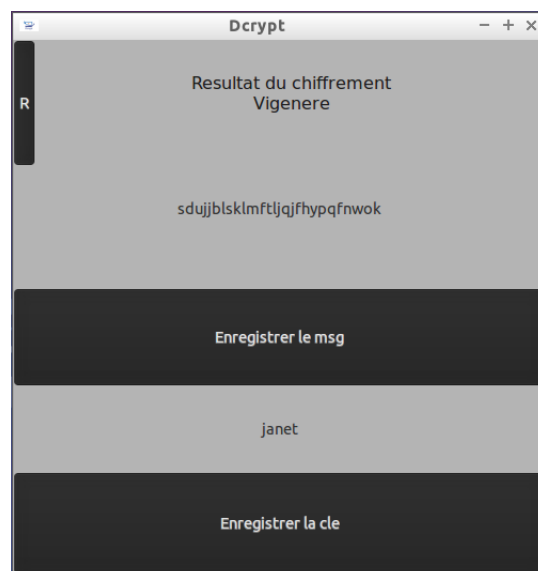 Dcrypt
R
Resultat du chiffrement
Vigenere
sdujjblsklmftljqjfhypqfnwok
Enregistrer le msg
janet
Enregistrer la cle